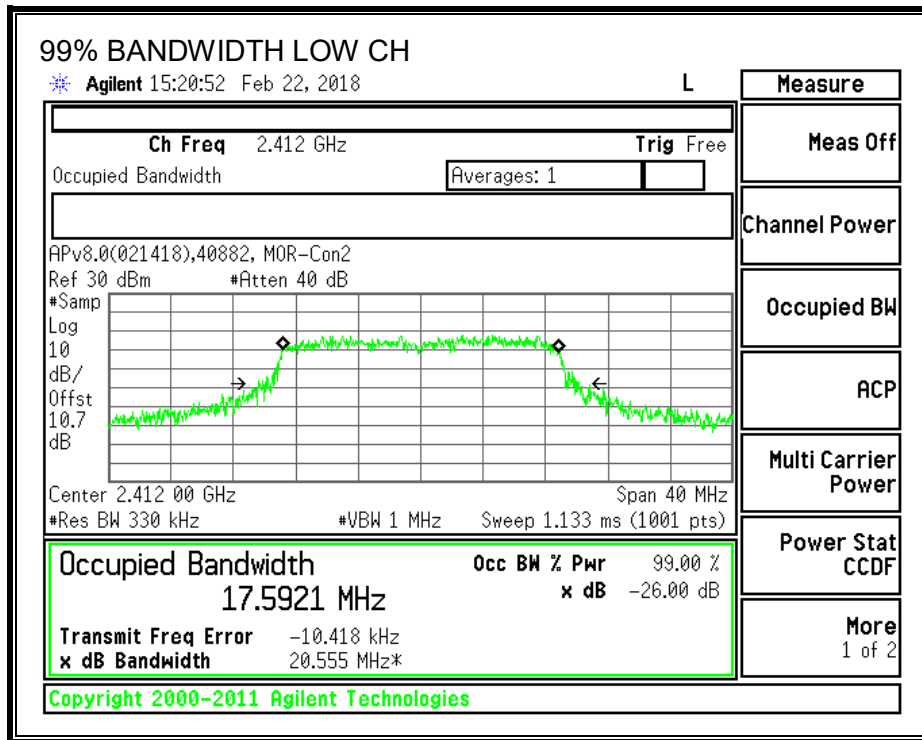 99% BANDWIDTH LOW CH
Agilent 15:20:52 Feb 22, 2018 L
Ch Freq 2.412 GHz Trig Free
Occupied Bandwidth Averages: 1
APv8.0(021418),40882, MOR-Con2
Ref 30 dBm #Atten 40 dB
#Samp
Log
10
dB/
Offst
10.7
dB
Center 2.412 00 GHz Span 40 MHz
#Res BW 330 kHz #VBW 1 MHz Sweep 1.133 ms (1001 pts)
Occupied Bandwidth Occ BW % Pwr 99.00 %
17.5921 MHz x dB -26.00 dB
Transmit Freq Error -10.418 kHz
x dB Bandwidth 20.555 MHz*
Copyright 2000-2011 Agilent Technologies
Measure
Meas Off
Channel Power
Occupied BW
ACP
Multi Carrier
Power
Power Stat
CCDF
More
1 of 2